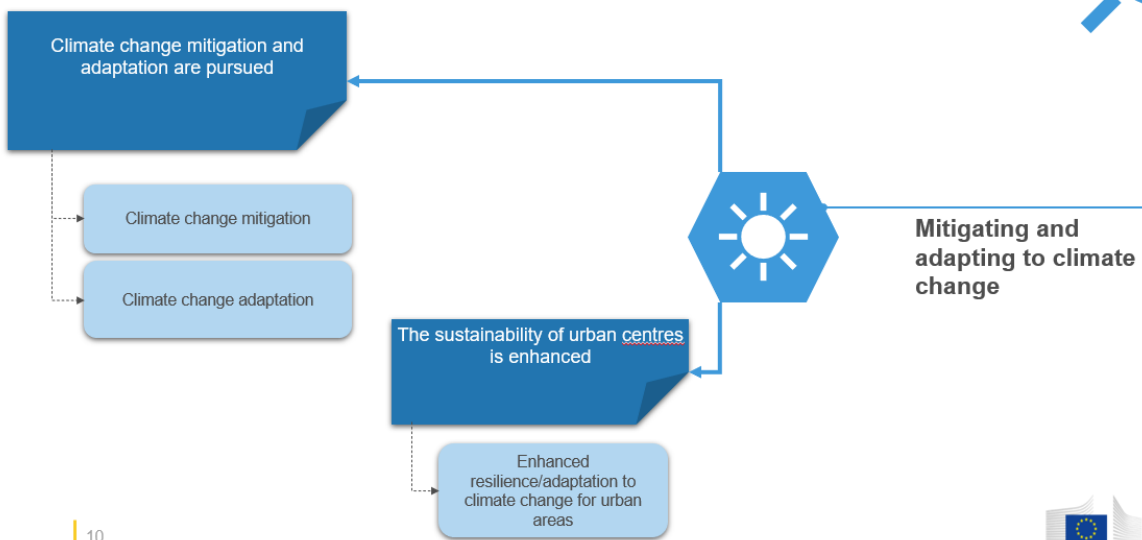 Climate change mitigation and
adaptation are pursued
Climate change mitigation
Climate change adaptation
Mitigating and
adapting to climate
change
The sustainability of urban centres
is enhanced
Enhanced
resilience/adaptation to
climate change for urban
areas
10